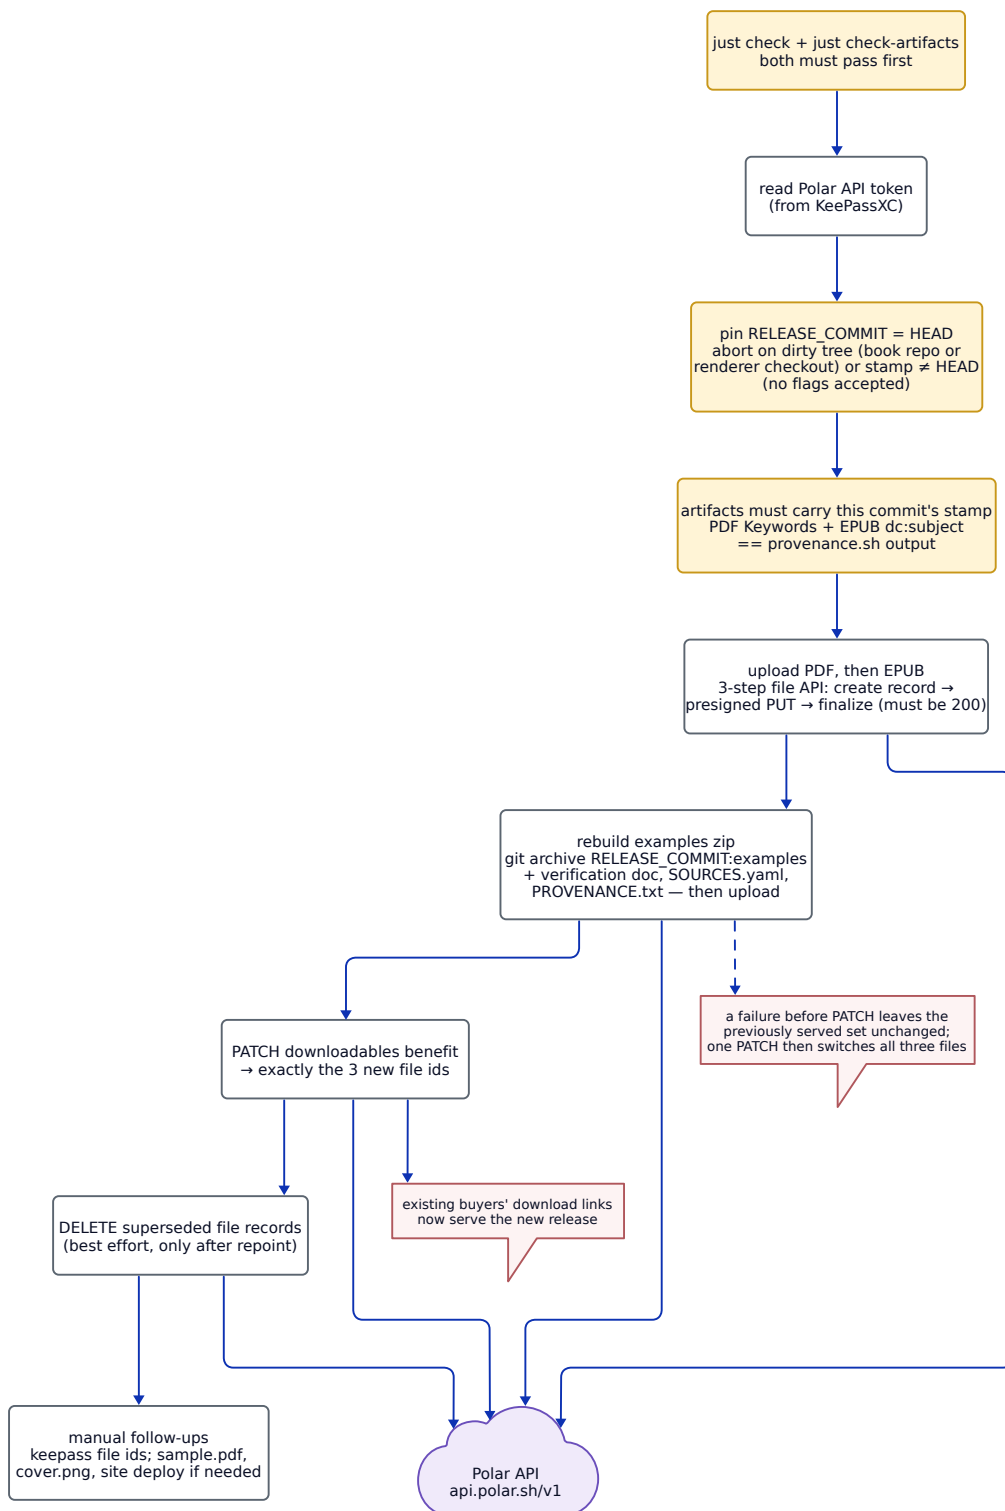 just check + just check-artifacts
both must pass first
read Polar API token
(from KeePassXC)
pin RELEASE_COMMIT = HEAD
abort on dirty tree (book repo or
renderer checkout) or stamp ≠ HEAD
(no flags accepted)
artifacts must carry this commit's stamp
PDF Keywords + EPUB dc:subject
== provenance.sh output
upload PDF, then EPUB
3-step file API: create record →
presigned PUT → finalize (must be 200)
rebuild examples zip
git archive RELEASE_COMMIT:examples
+ verification doc, SOURCES.yaml,
PROVENANCE.txt — then upload
a failure before PATCH leaves the
previously served set unchanged;
one PATCH then switches all three files
PATCH downloadables benefit
→ exactly the 3 new file ids
existing buyers' download links
now serve the new release
DELETE superseded file records
(best effort, only after repoint)
manual follow-ups
keepass file ids; sample.pdf,
cover.png, site deploy if needed
Polar API
api.polar.sh/v1